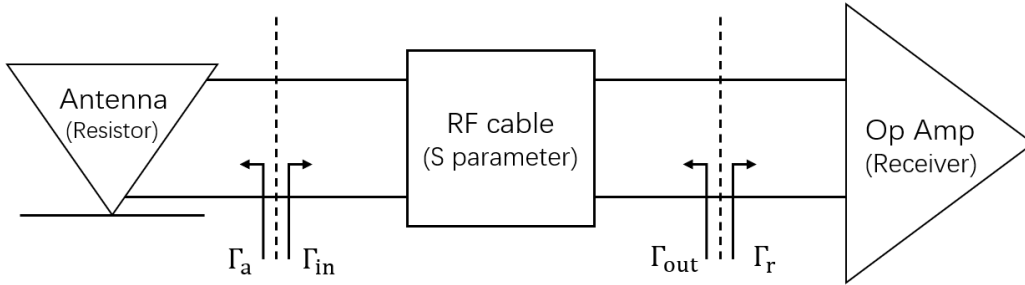 Antenna
(Resistor)
RF cable
(S parameter)
Op Amp
(Receiver)
Γa
Γin
Γout
Γr